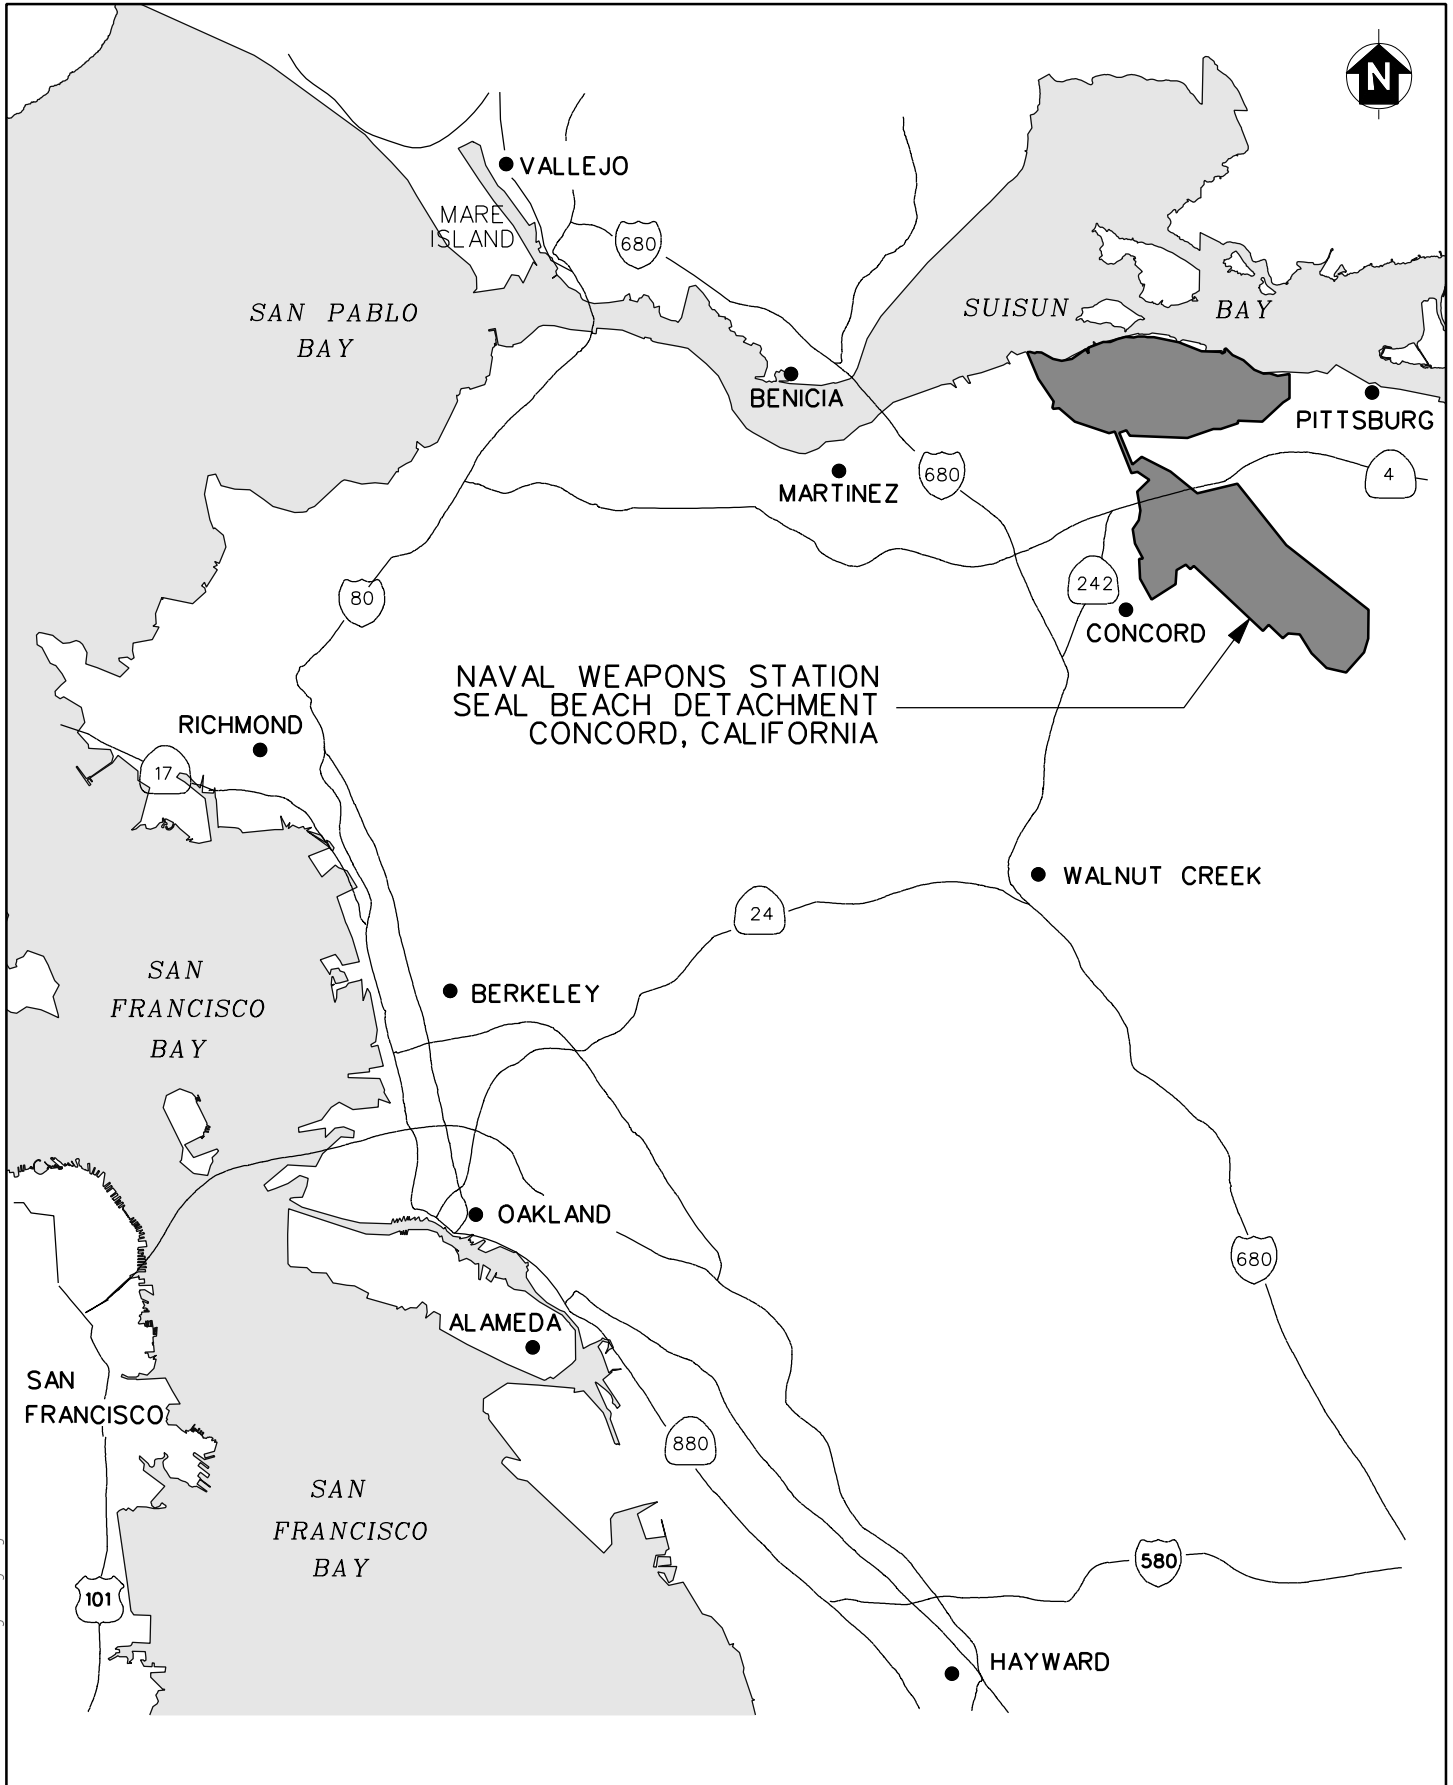 N
VALLEJO
MARE
ISLAND
680
SAN PABLO
BAY
SUISUN
BAY
BENICIA
PITTSBURG
MARTINEZ
680
4
80
242
CONCORD
NAVAL WEAPONS STATION
SEAL BEACH DETACHMENT
CONCORD, CALIFORNIA
RICHMOND
17
WALNUT CREEK
24
SAN
FRANCISCO
BAY
BERKELEY
OAKLAND
680
ALAMEDA
SAN
FRANCISCO
880
SAN
FRANCISCO
BAY
580
101
HAYWARD